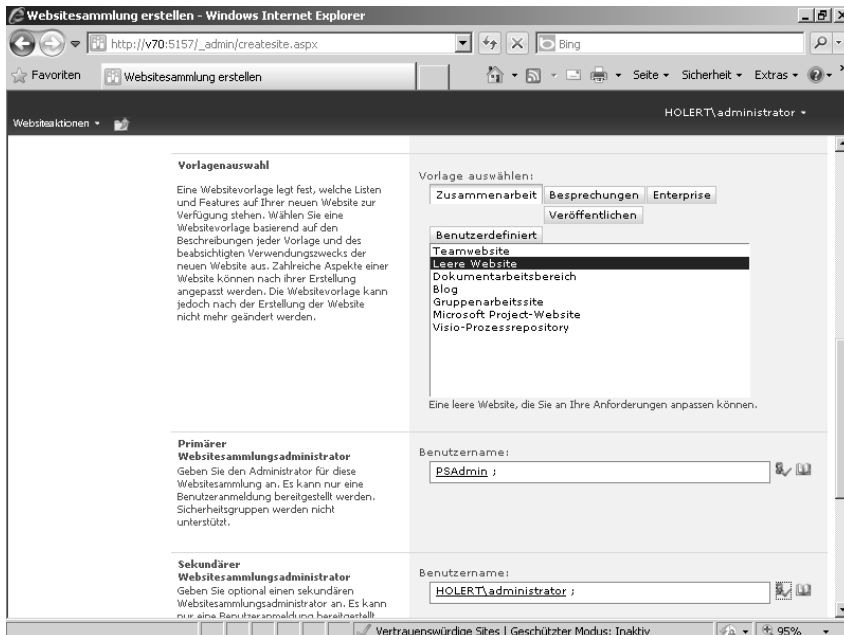 Websitesammlung erstellen - Windows Internet Explorer
http://v70:5157/_admin/createsite.aspx
Bing
Favoriten
Websitesammlung erstellen
Seite
Sicherheit
Extras
HOLERT\administrator
Websiteaktionen
Vorlagenauswahl
Eine Websitevorlage legt fest, welche Listen
und Features auf Ihrer neuen Website zur
Verfügung stehen. Wählen Sie eine
Websitevorlage basierend auf den
Beschreibungen jeder Vorlage und des
beabsichtigten Verwendungszwecks der
neuen Website aus. Zahlreiche Aspekte einer
Website können nach ihrer Erstellung
angepasst werden. Die Websitevorlage kann
jedoch nach der Erstellung der Website
nicht mehr geändert werden.
Vorlage auswählen:
Zusammenarbeit
Besprechungen
Enterprise
Veröffentlichen
Benutzerdefiniert
Teamwebsite
Leere Website
Dokumentarbeitsbereich
Blog
Gruppenarbeitssite
Microsoft Project-Website
Visio-Prozessrepository
Eine leere Website, die Sie an Ihre Anforderungen anpassen können.
Primärer
Websitesammlungsadministrator
Geben Sie den Administrator für diese
Websitesammlung an. Es kann nur eine
Benutzeranmeldung bereitgestellt werden.
Sicherheitsgruppen werden nicht
unterstützt.
Benutzername:
PSAdmin ;
Sekundärer
Websitesammlungsadministrator
Geben Sie optional einen sekundären
Websitesammlungsadministrator an. Es kann
nur eine Benutzeranmeldung bereitgestellt
Benutzername:
HOLERT\administrator ;
Vertrauenswürdige Sites | Geschützter Modus: Inaktiv
95%